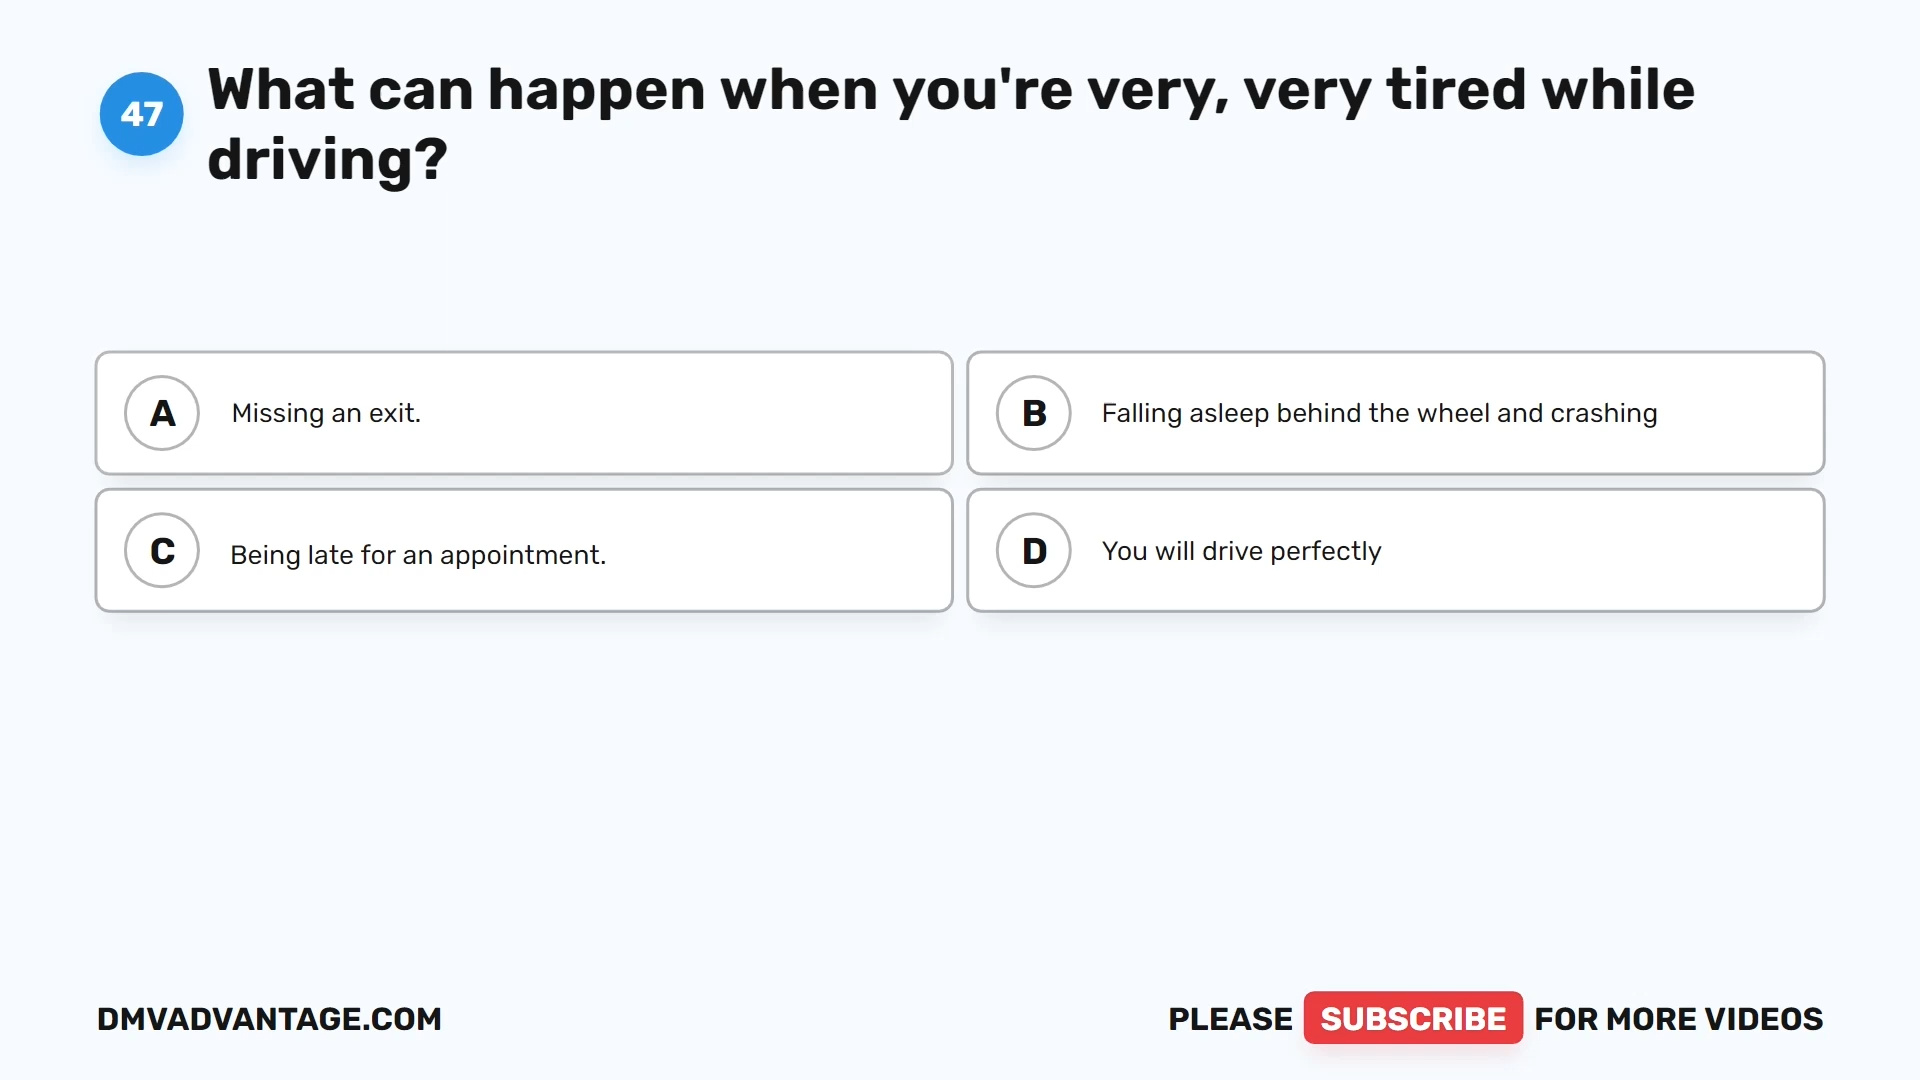 47
What can happen when you're very, very tired while
driving?
A Missing an exit.
B Falling asleep behind the wheel and crashing
C Being late for an appointment.
D You will drive perfectly
DMVADVANTAGE.COM
PLEASE SUBSCRIBE FOR MORE VIDEOS